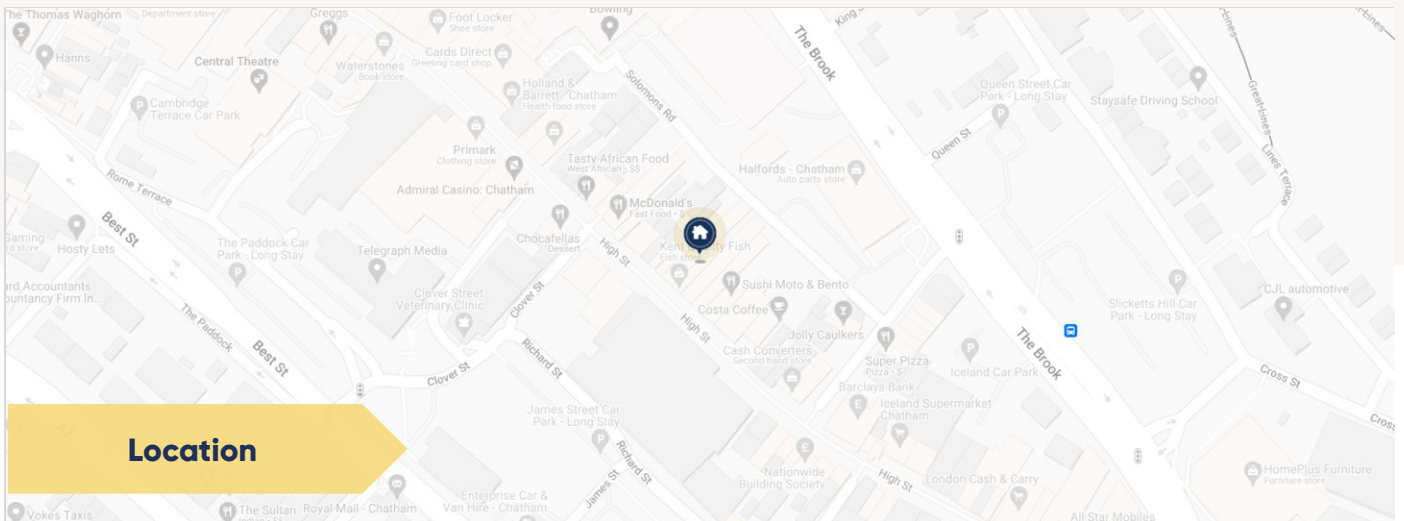 The Thomas Waghorn
Department store
Greggs
Foot Locker
Shoe store
Bowling
King
The Brook
Hanns
Central Theatre
Waterstones
Book store
Cards Direct
Greeting card shop
Holland &
Barrett, Chatham
Health food store
Solomons Rd
Queen Street Car
Park - Long Stay
Staysafe Driving School
Great Lines
Cambridge
Terrace Car Park
Primark
Clothing store
Tasty African Food
West African · $$
Halfords - Chatham
Auto parts store
Queen St
Lines Terrace
Rome Terrace
Admiral Casino: Chatham
McDonald's
Fast Food · $
Best St
Gaming
Hosty Lets
The Paddock Car
Park - Long Stay
Telegraph Media
Chocafellas
Dessert
High St
Fish
Fish store
Clover Street
Veterinary Clinic
Clover St
Sushi Moto & Bento
Costa Coffee
Jolly Caulkers
Slicketts Hill Car
Park - Long Stay
CJL automotive
Accountants
The Paddock
Best St
High St
Cash Converters
Second hand store
Super Pizza
Pizza · $
Iceland Car Park
The Brook
Richard St
Clover St
Barclays Bank
Cross St
James Street Car
Park - Long Stay
Iceland Supermarket
Chatham
Cross
Location
Richard St
Nationwide
Building Society
High St
London Cash & Carry
HomePlus Furniture
Furniture store
James St
Enterprise Car &
Van Hire - Chatham
Vokes Taxis
The Sultan
Royal Mail - Chatham
All Star Mobiles